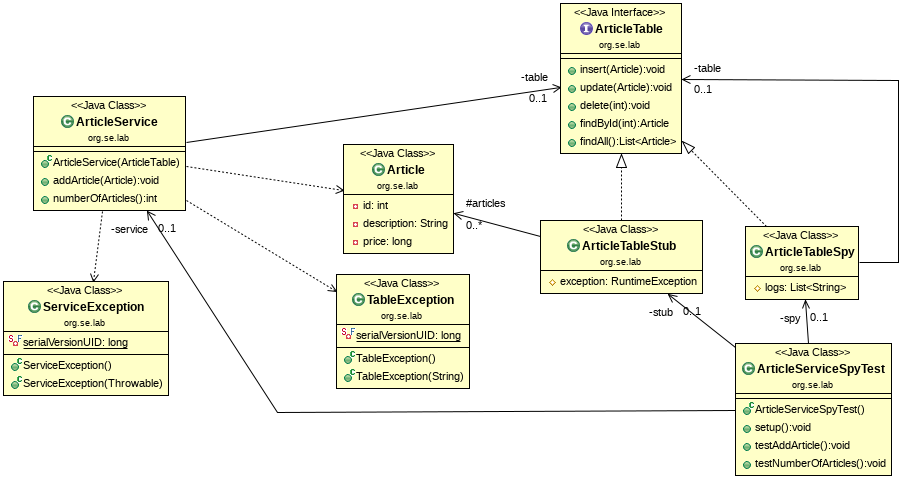 <<Java Interface>>
ArticleTable
org.se.lab
insert(Article):void
update(Article):void
delete(int):void
findById(int):Article
findAll():List<Article>
-table
0..1
-table
0..1
<<Java Class>>
ArticleService
org.se.lab
ArticleService(ArticleTable)
addArticle(Article):void
numberOfArticles():int
<<Java Class>>
Article
org.se.lab
id: int
description: String
price: long
#articles
0..*
-service
0..1
<<Java Class>>
ArticleTableStub
org.se.lab
exception: RuntimeException
<<Java Class>>
ArticleTableSpy
org.se.lab
logs: List<String>
<<Java Class>>
ServiceException
org.se.lab
serialVersionUID: long
ServiceException()
ServiceException(Throwable)
<<Java Class>>
TableException
org.se.lab
serialVersionUID: long
TableException()
TableException(String)
-stub
0..1
-spy
0..1
<<Java Class>>
ArticleServiceSpyTest
org.se.lab
ArticleServiceSpyTest()
setup():void
testAddArticle():void
testNumberOfArticles():void